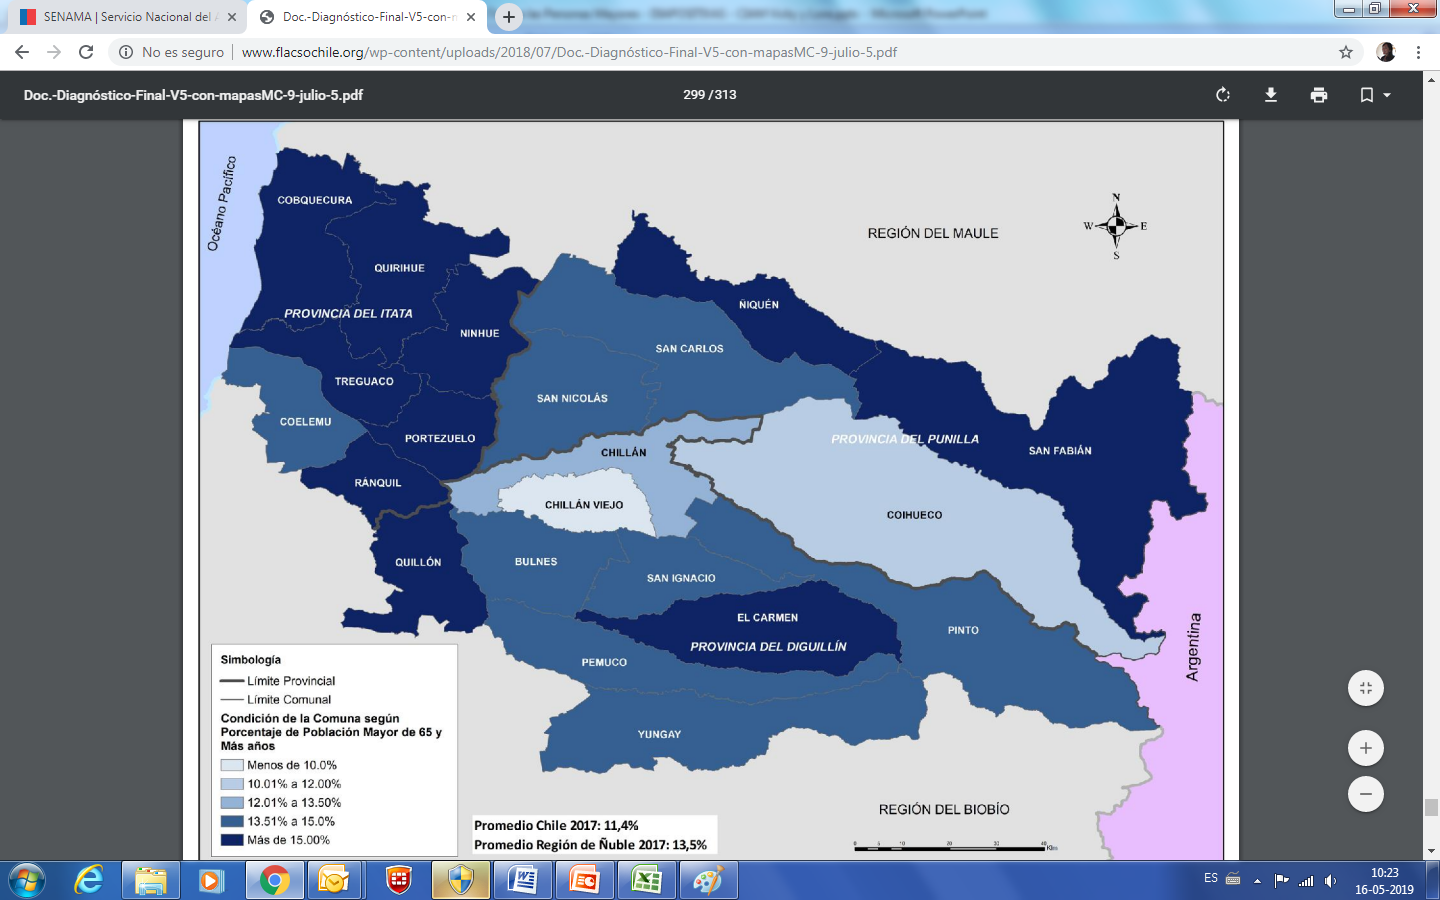 SENAMA | Servicio Nacional del A
Doc.-Diagnóstico-Final-V5-con-m
No es seguro
www.flacsochile.org/wp-content/uploads/2018/07/Doc.-Diagnóstico-Final-V5-con-mapasMC-9-julio-5.pdf
Doc.-Diagnóstico-Final-V5-con-mapasMC-9-julio-5.pdf
299 / 313
Océano Pacífico
COBQUECURA
N
W
E
S
REGIÓN DEL MAULE
QUIRIHUE
ÑIQUÉN
PROVINCIA DEL ITATA
NINHUE
SAN CARLOS
TREGUACO
SAN NICOLÁS
COELEMU
PORTEZUELO
PROVINCIA DEL PUNILLA
CHILLÁN
SAN FABIÁN
RÁNQUIL
CHILLÁN VIEJO
COIHUECO
QUILLÓN
BULNES
SAN IGNACIO
EL CARMEN
PINTO
PROVINCIA DEL DIGUILLÍN
Argentina
PEMUCO
YUNGAY
Simbología
Límite Provincial
Límite Comunal
Condición de la Comuna según
Porcentaje de Población Mayor de 65 y
Más años
Menos de 10.0%
10.01% a 12.00%
12.01% a 13.50%
13.51% a 15.0%
Más de 15.00%
REGIÓN DEL BIOBÍO
Promedio Chile 2017: 11,4%
Promedio Región de Ñuble 2017: 13,5%
0 5 10 20 30 40
Klms
ES
10:23
16-05-2019